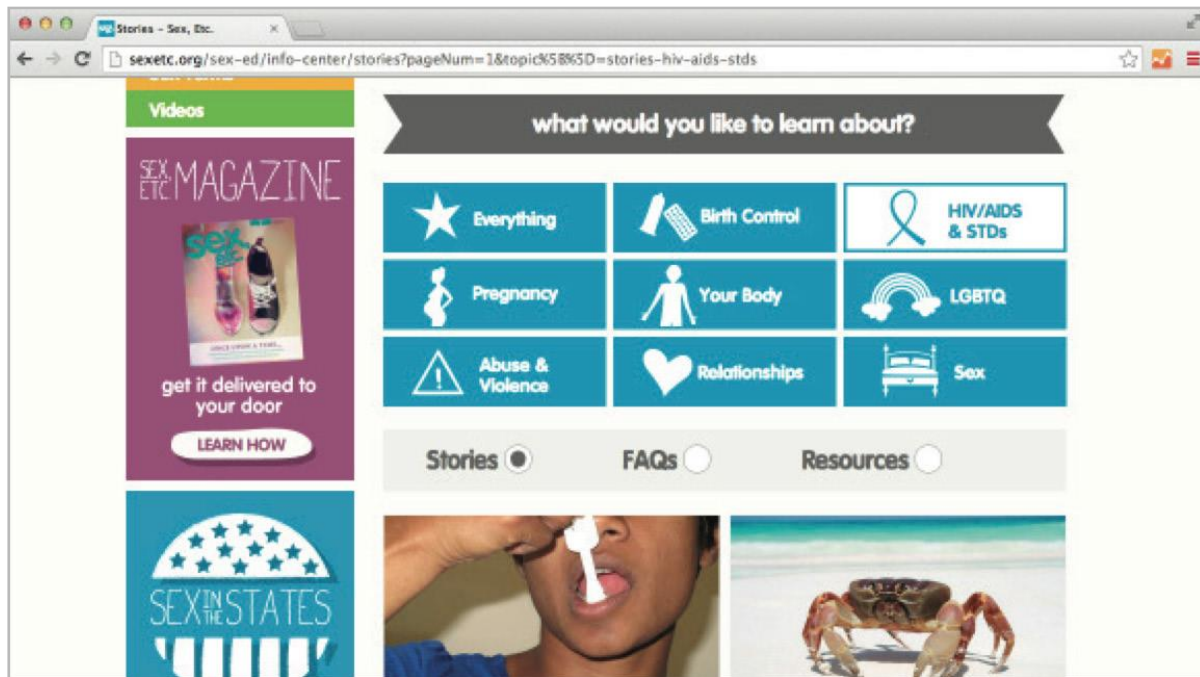 Stories - Sex, Etc.
sexetc.org/sex-ed/info-center/stories?pageNum=1&topic%5B%5D=stories-hiv-aids-stds
Videos
SEX, ETC MAGAZINE
sex, etc.
get it delivered to
your door
LEARN HOW
SEX IN THE STATES
what would you like to learn about?
Everything
Birth Control
HIV/AIDS
& STDs
Pregnancy
Your Body
LGBTQ
Abuse &
Violence
Relationships
Sex
Stories
FAQs
Resources